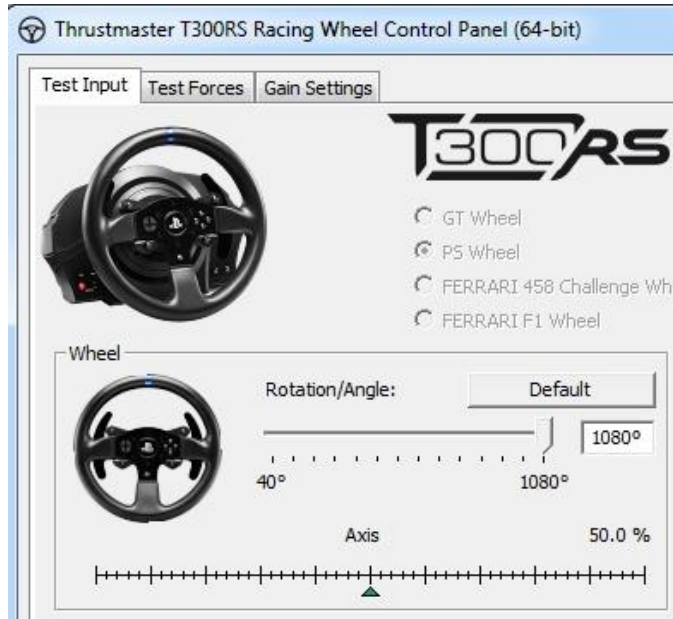 Thrustmaster T300RS Racing Wheel Control Panel (64-bit)
Test Input Test Forces Gain Settings
T300RS
GT Wheel
PS Wheel
FERRARI 458 Challenge Wh
FERRARI F1 Wheel
Wheel
Rotation/Angle: Default
1080°
40° 1080°
Axis 50.0 %